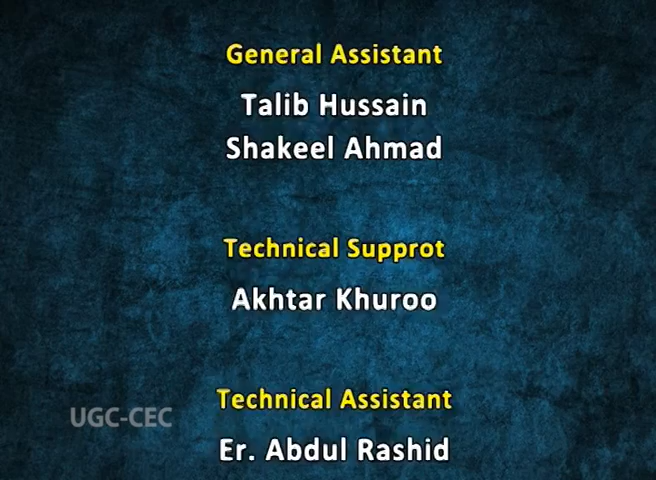 General Assistant
Talib Hussain
Shakeel Ahmad
Technical Supprot
Akhtar Khuroo
Technical Assistant
UGC-CEC
Er. Abdul Rashid